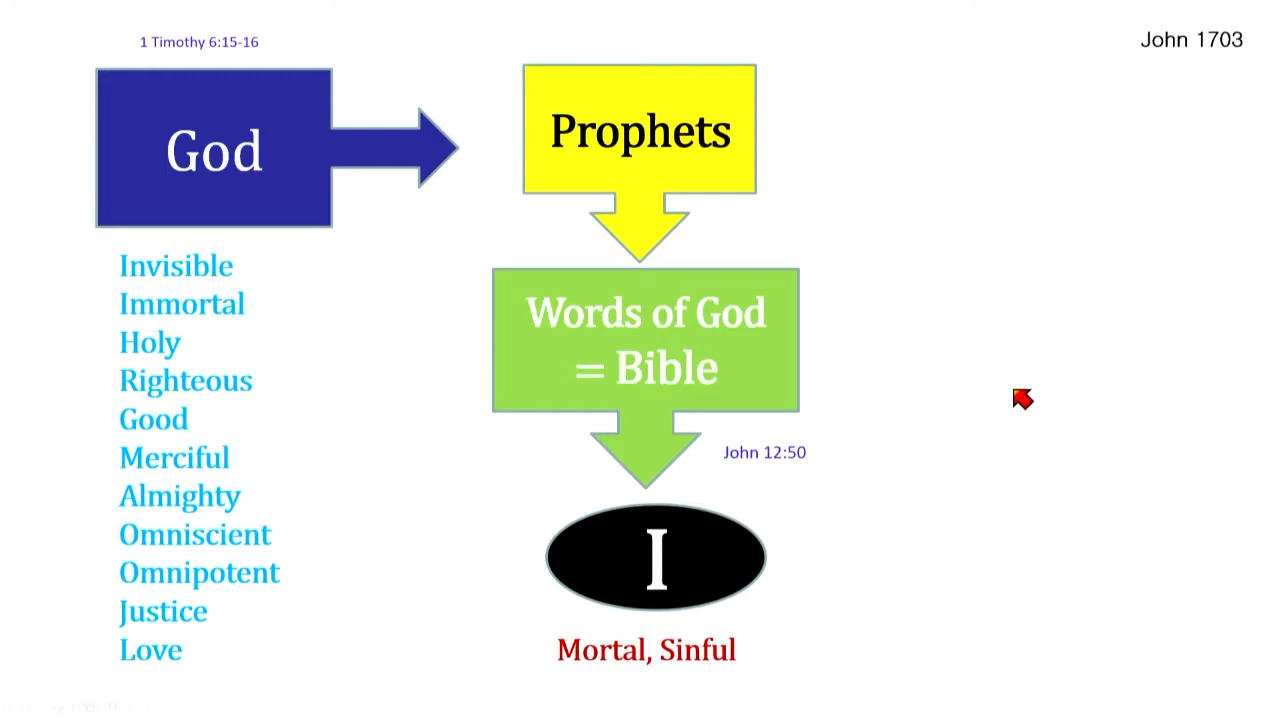 1 Timothy 6:15-16
John 1703
God
Prophets
Invisible
Immortal
Holy
Righteous
Good
Merciful
Almighty
Omniscient
Omnipotent
Justice
Love
Words of God
= Bible
John 12:50
I
Mortal, Sinful